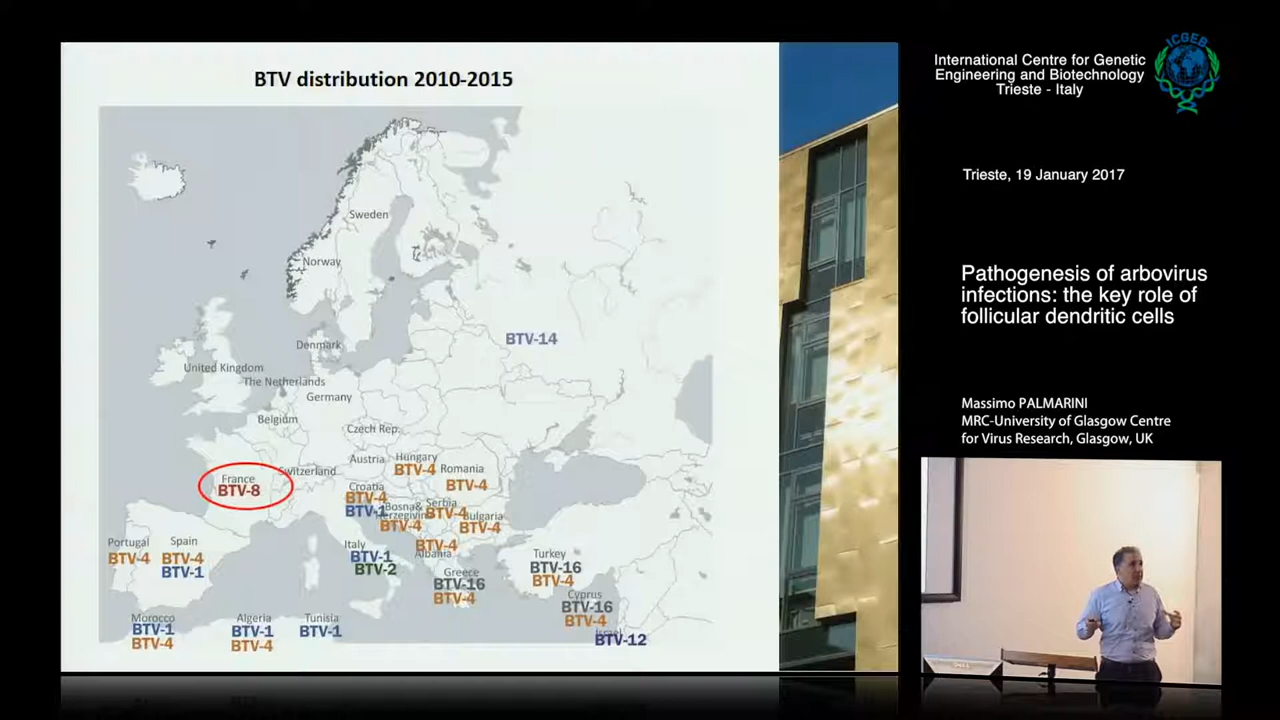 BTV distribution 2010-2015
Sweden
Norway
Denmark
BTV-14
United Kingdom
The Netherlands
Germany
Belgium
Czech Rep.
Austria
Hungary
BTV-4
Romania
BTV-4
Switzerland
France
BTV-8
Croatia
BTV-4
BTV-1
Bosna&
Herzegivina
BTV-4
Serbia
BTV-4
Bulgaria
BTV-4
BTV-4
Albania
Portugal
BTV-4
Spain
BTV-4
BTV-1
Italy
BTV-1
BTV-2
Greece
BTV-16
BTV-4
Turkey
BTV-16
BTV-4
Cyprus
BTV-16
BTV-4
Israel
BTV-12
Morocco
BTV-1
BTV-4
Algeria
BTV-1
BTV-4
Tunisia
BTV-1
International Centre for Genetic
Engineering and Biotechnology
Trieste - Italy
ICGEB
Trieste, 19 January 2017
Pathogenesis of arbovirus
infections: the key role of
follicular dendritic cells
Massimo PALMARINI
MRC-University of Glasgow Centre
for Virus Research, Glasgow, UK